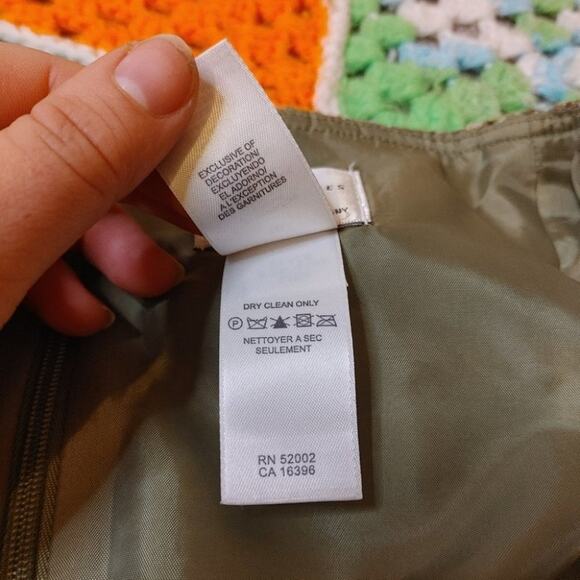 EXCLUSIVE OF
DECORATION/
EXCLUYENDO
EL ADORNO/
A L'EXCEPTION
DES GARNITURES
E S
NY
DRY CLEAN ONLY
P
NETTOYER A SEC
SEULEMENT
RN 52002
CA 16396